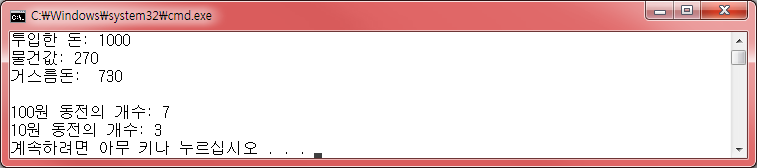 C:\Windows\system32\cmd.exe
투입한 돈: 1000
물건값: 270
거스름돈:  730
100원 동전의 개수: 7
10원 동전의 개수: 3
계속하려면 아무 키나 누르십시오 . . .